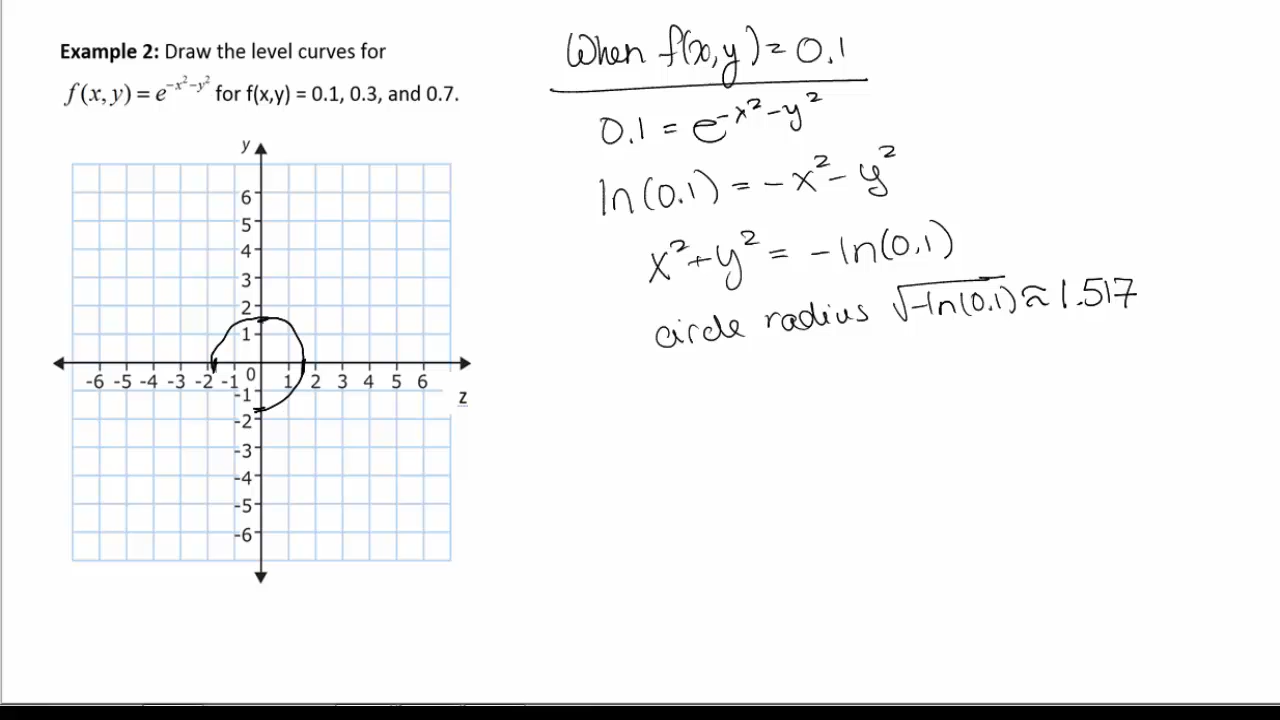 Example 2: Draw the level curves for
f(x,y) = e^{-x²-y²} for f(x,y) = 0.1, 0.3, and 0.7.
When f(x,y) = 0.1
0.1 = e^{-x²-y²}
ln(0.1) = -x² - y²
x² + y² = -ln(0.1)
circle radius √-ln(0.1) ≈ 1.517
y
6
5
4
3
2
1
-6 -5 -4 -3 -2 -1 0 1 2 3 4 5 6
z
-1
-2
-3
-4
-5
-6